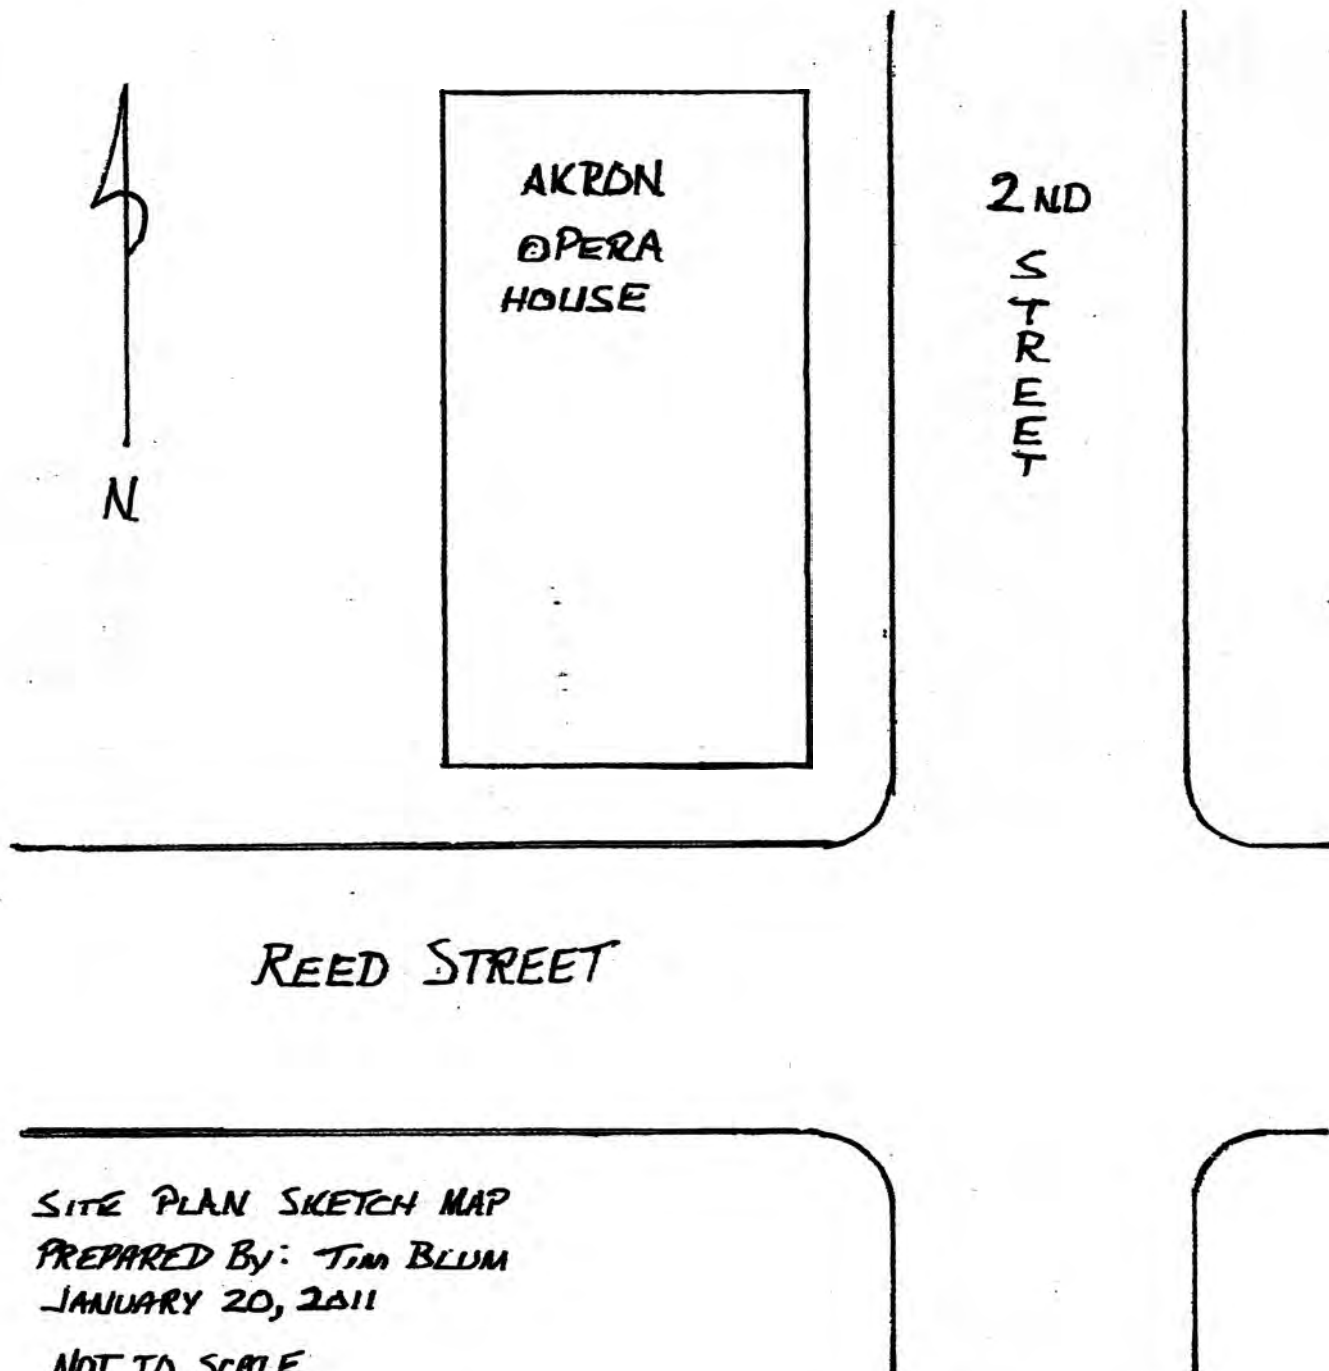 AKRON
OPERA
HOUSE
2ND
STREET
N
REED STREET
SITE PLAN SKETCH MAP
PREPARED BY: TIM BLUM
JANUARY 20, 2011
NOT TO SCALE